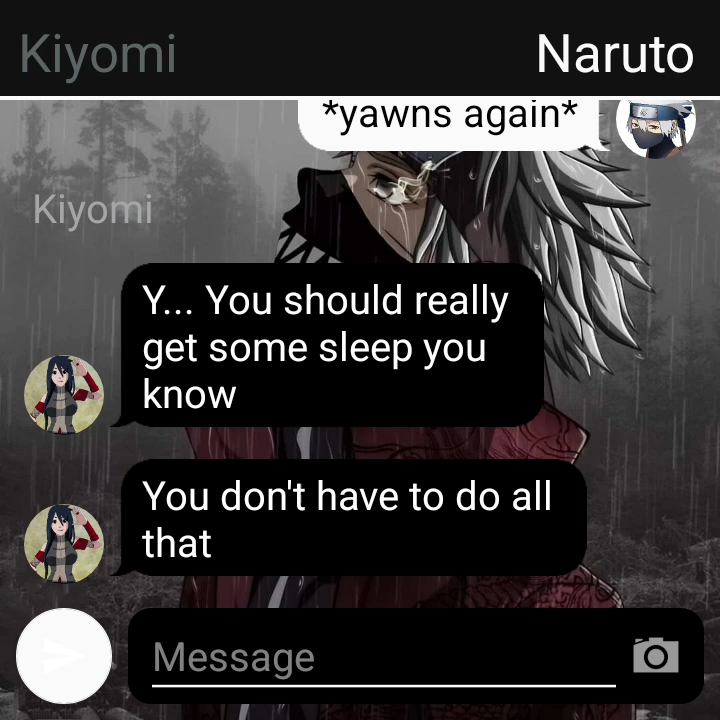 Kiyomi
Naruto
*yawns again*
Kiyomi
Y... You should really
get some sleep you
know
You don't have to do all
that
Message